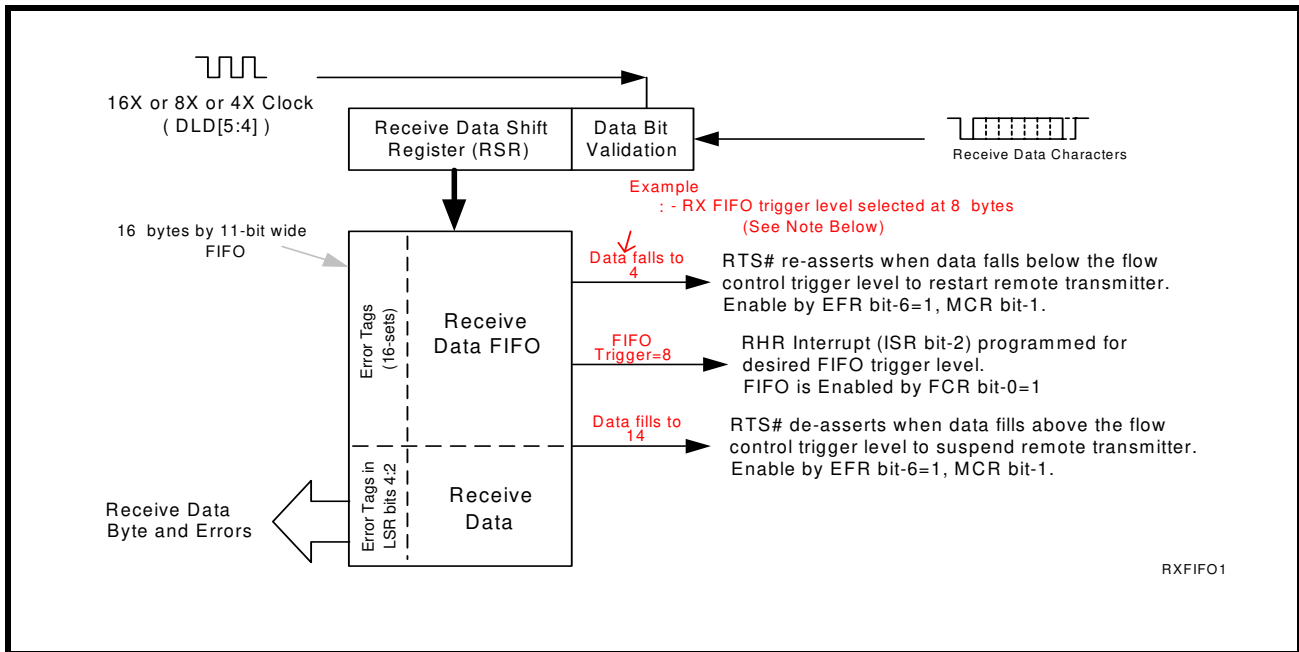 16X or 8X or 4X Clock
( DLD[5:4] )
Receive Data Shift
Register (RSR)
Data Bit
Validation
Receive Data Characters
Example
: - RX FIFO trigger level selected at 8 bytes
(See Note Below)
16 bytes by 11-bit wide
FIFO
Error Tags
(16-sets)
Receive
Data FIFO
Data falls to
4
RTS# re-asserts when data falls below the flow
control trigger level to restart remote transmitter.
Enable by EFR bit-6=1, MCR bit-1.
FIFO
Trigger=8
RHR Interrupt (ISR bit-2) programmed for
desired FIFO trigger level.
FIFO is Enabled by FCR bit-0=1
Data fills to
14
RTS# de-asserts when data fills above the flow
control trigger level to suspend remote transmitter.
Enable by EFR bit-6=1, MCR bit-1.
Error Tags in
LSR bits 4:2
Receive
Data
Receive Data
Byte and Errors
RXFIFO1